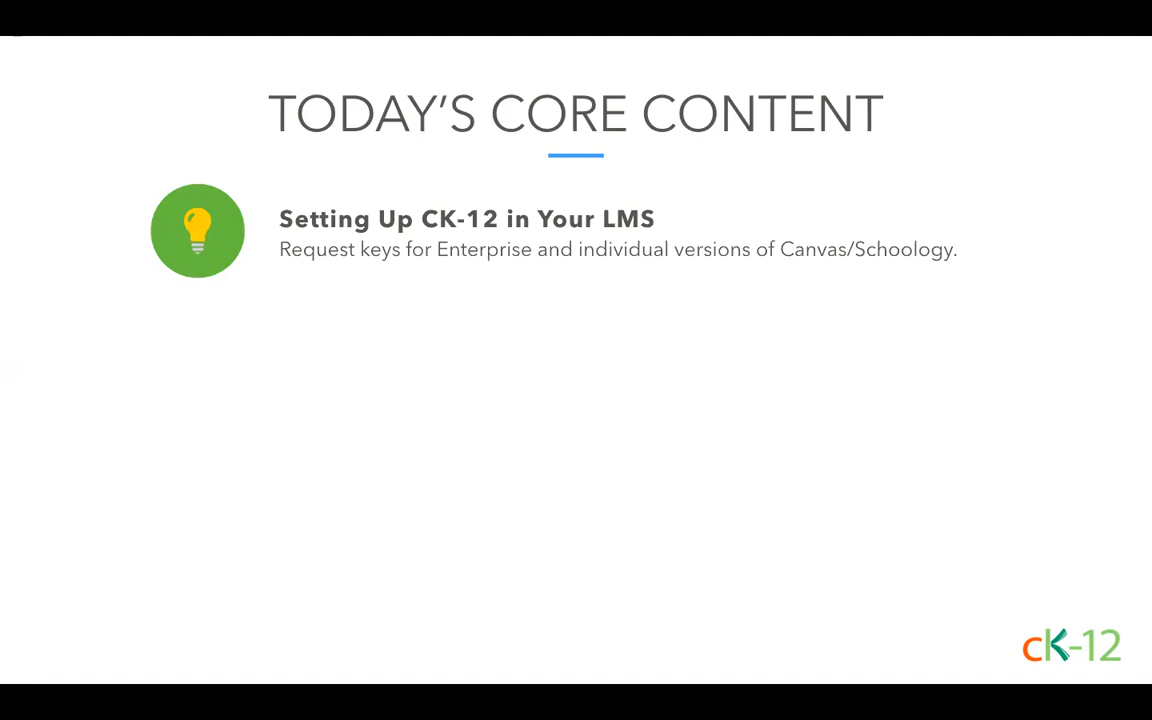 TODAY’S CORE CONTENT
Setting Up CK-12 in Your LMS
Request keys for Enterprise and individual versions of Canvas/Schoology.
cK-12